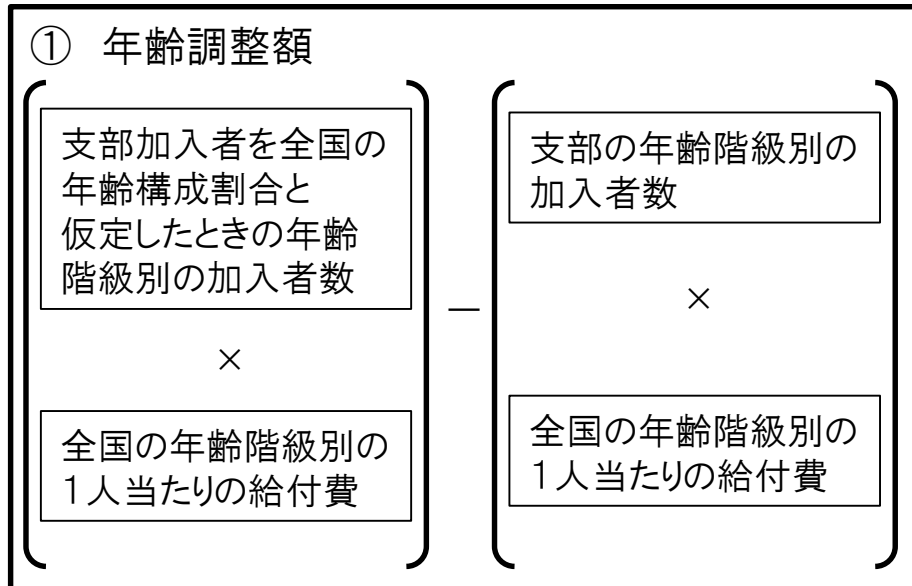 ① 年齢調整額
支部加入者を全国の
年齢構成割合と
仮定したときの年齢
階級別の加入者数
×
全国の年齢階級別の
１人当たりの給付費
－
支部の年齢階級別の
加入者数
×
全国の年齢階級別の
１人当たりの給付費